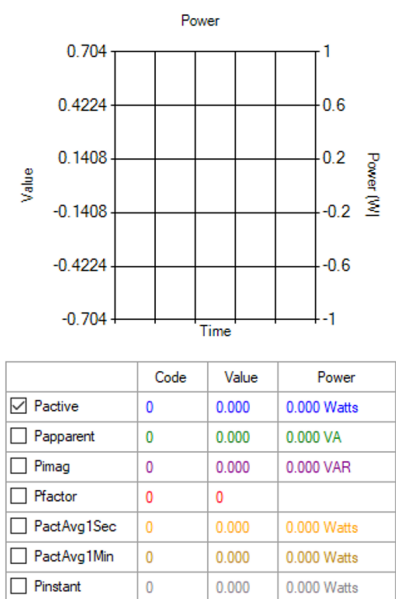 Power
0.704 1
0.4224 0.6
0.1408 0.2
-0.1408 -0.2
-0.4224 -0.6
-0.704 -1
Value
Power (W)
Time
Code Value Power
Pactive 0 0.000 0.000 Watts
Papparent 0 0.000 0.000 VA
Pimag 0 0.000 0.000 VAR
Pfactor 0 0
PactAvg1Sec 0 0.000 0.000 Watts
PactAvg1Min 0 0.000 0.000 Watts
Pinstant 0 0.000 0.000 Watts